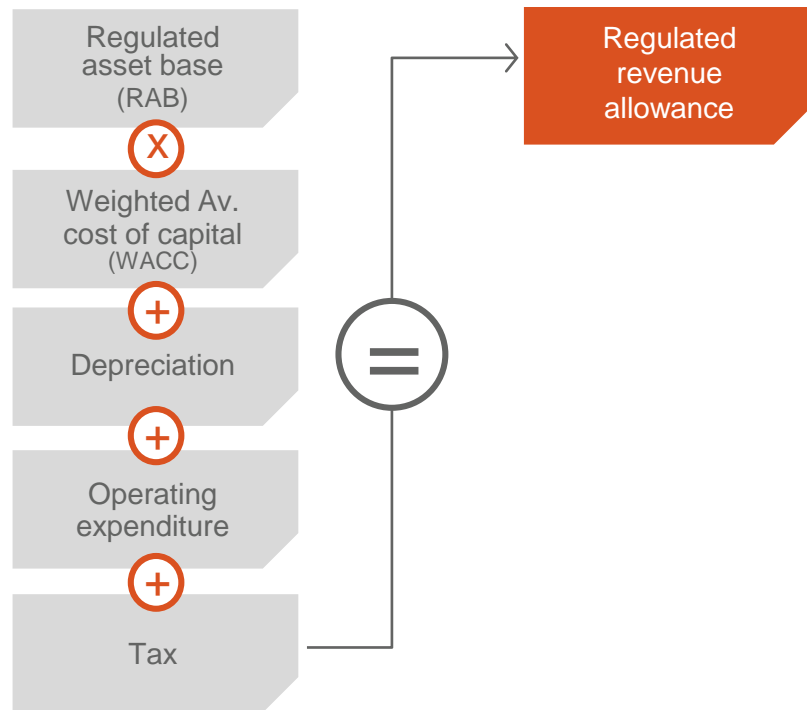 Regulated
asset base
(RAB)
X
Weighted Av.
cost of capital
(WACC)
+
Depreciation
+
Operating
expenditure
+
Tax
=
Regulated
revenue
allowance